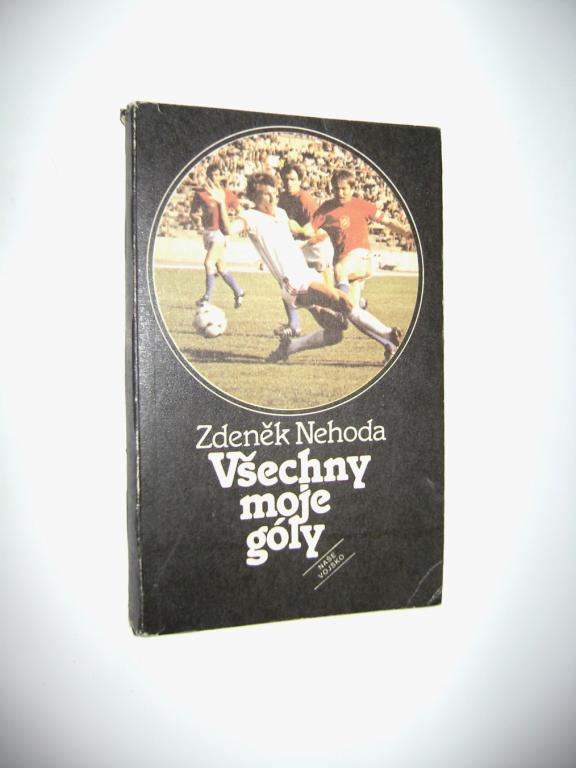 Zdeněk Nehoda
Všechny
moje
góly
NAŠE
VOJSKO